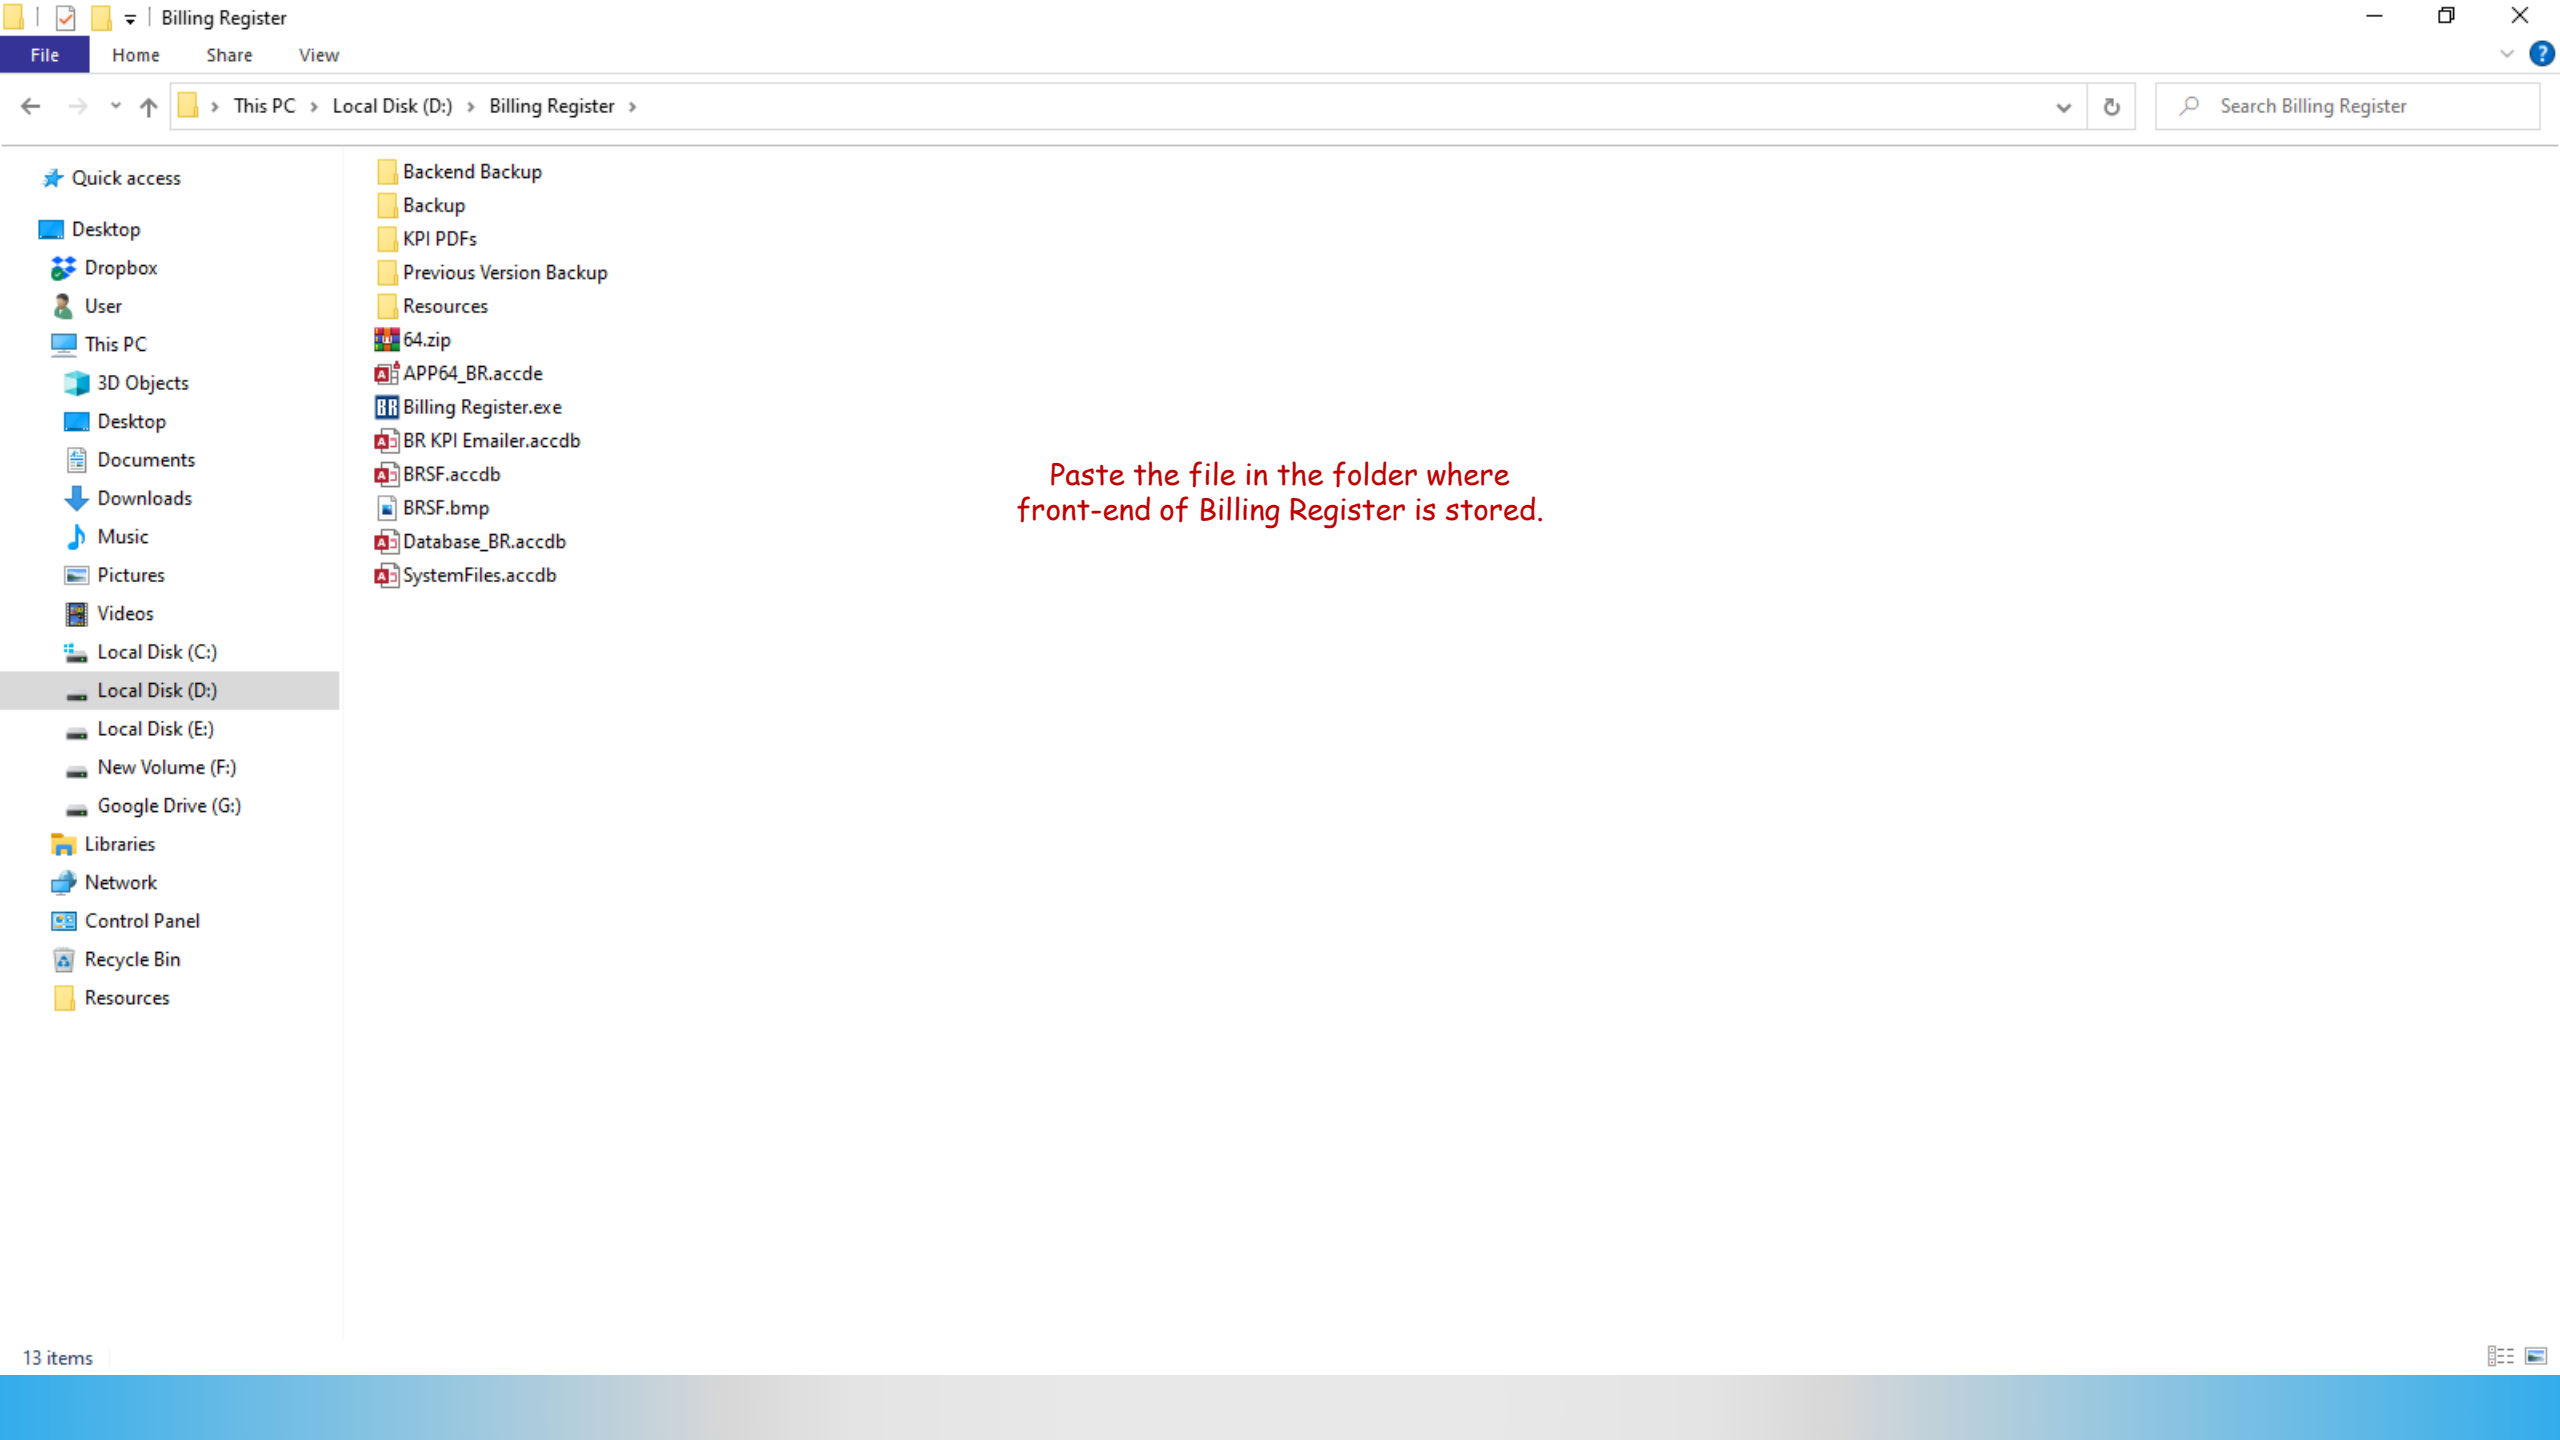 Billing Register
File Home Share View
This PC > Local Disk (D:) > Billing Register >
Search Billing Register
Quick access
Desktop
Dropbox
User
This PC
3D Objects
Desktop
Documents
Downloads
Music
Pictures
Videos
Local Disk (C:)
Local Disk (D:)
Local Disk (E:)
New Volume (F:)
Google Drive (G:)
Libraries
Network
Control Panel
Recycle Bin
Resources
Backend Backup
Backup
KPI PDFs
Previous Version Backup
Resources
64.zip
APP64_BR.accde
BR Billing Register.exe
BR KPI Emailer.accdb
BRSF.accdb
BRSF.bmp
Database_BR.accdb
SystemFiles.accdb
Paste the file in the folder where
front-end of Billing Register is stored.
13 items